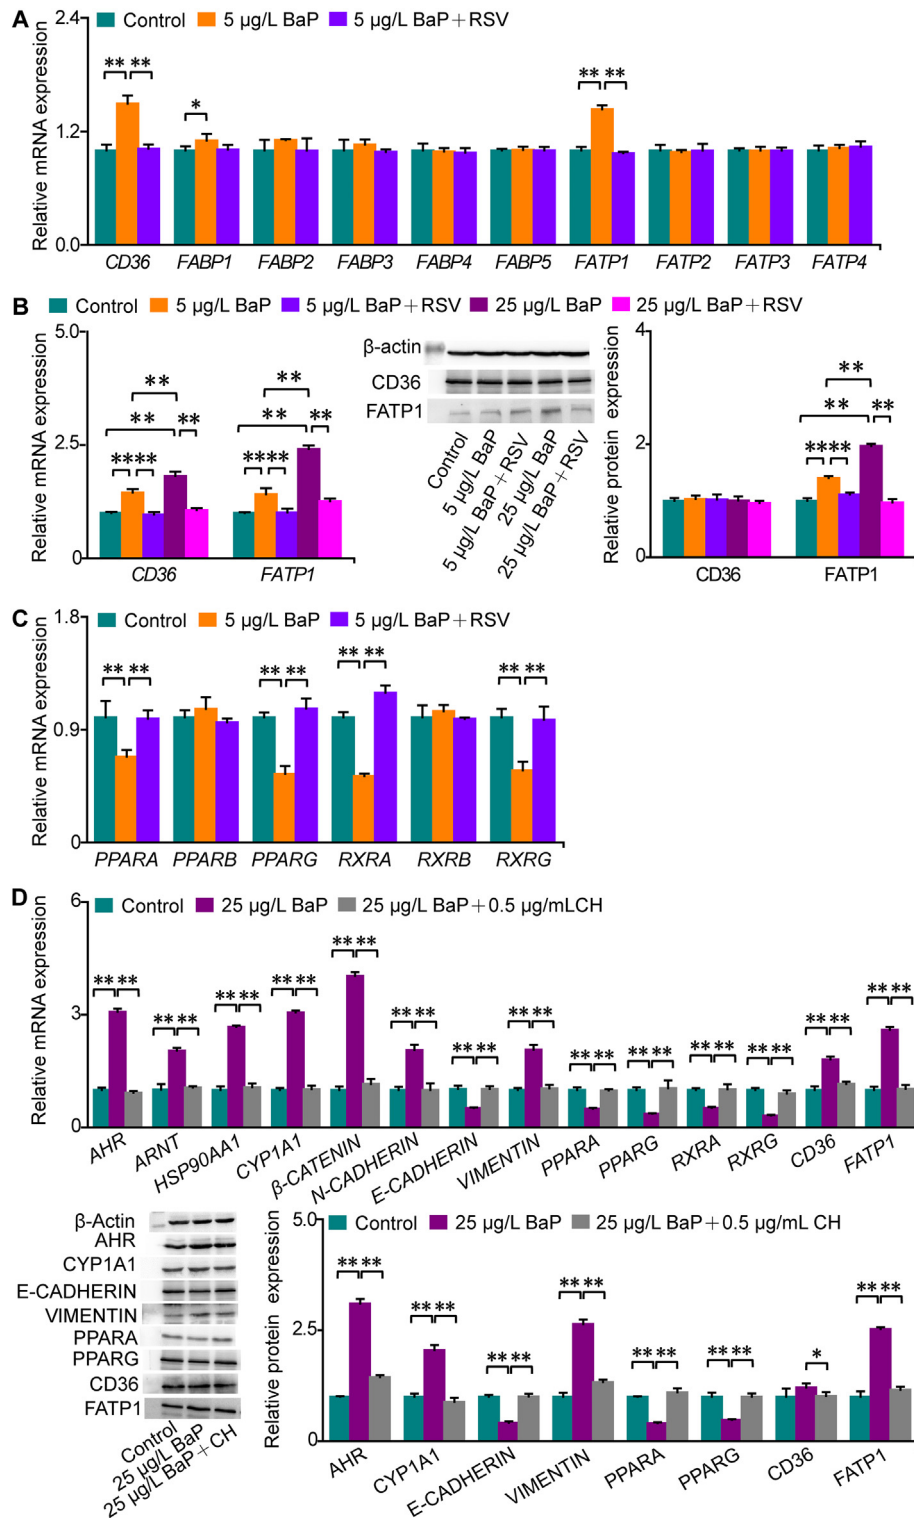 A
Control 5 µg/L BaP 5 µg/L BaP+RSV
Relative mRNA expression
2.4
1.2
0.0
** ** * ** **
CD36 FABP1 FABP2 FABP3 FABP4 FABP5 FATP1 FATP2 FATP3 FATP4
B
Control 5 µg/L BaP 5 µg/L BaP+RSV 25 µg/L BaP 25 µg/L BaP+RSV
Relative mRNA expression
5.0
2.5
0
** **
** ** ** **
**** ****
CD36 FATP1
β-actin
CD36
FATP1
Control
5 µg/L BaP
5 µg/L BaP+RSV
25 µg/L BaP
25 µg/L BaP+RSV
Relative protein expression
4
2
0
**
** **
****
CD36 FATP1
C
Control 5 µg/L BaP 5 µg/L BaP+RSV
Relative mRNA expression
1.8
0.9
0
** ** ** ** ** ** ** **
PPARA PPARB PPARG RXRA RXRB RXRG
D
Control 25 µg/L BaP 25 µg/L BaP+0.5 µg/mLCH
Relative mRNA expression
6
3
0
** ** ** ** ** ** ** ** ** ** ** ** ** ** ** ** ** ** ** ** ** ** ** ** ** ** ** **
AHR ARNT HSP90AA1 CYP1A1 β-CATENIN N-CADHERIN E-CADHERIN VIMENTIN PPARA PPARG RXRA RXRG CD36 FATP1
β-Actin
AHR
CYP1A1
E-CADHERIN
VIMENTIN
PPARA
PPARG
CD36
FATP1
Control
25 µg/L BaP
25 µg/L BaP+CH
Control 25 µg/L BaP 25 µg/L BaP+0.5 µg/mL CH
Relative protein expression
5.0
2.5
0
** ** ** ** ** ** ** ** ** ** ** ** * ** **
AHR CYP1A1 E-CADHERIN VIMENTIN PPARA PPARG CD36 FATP1